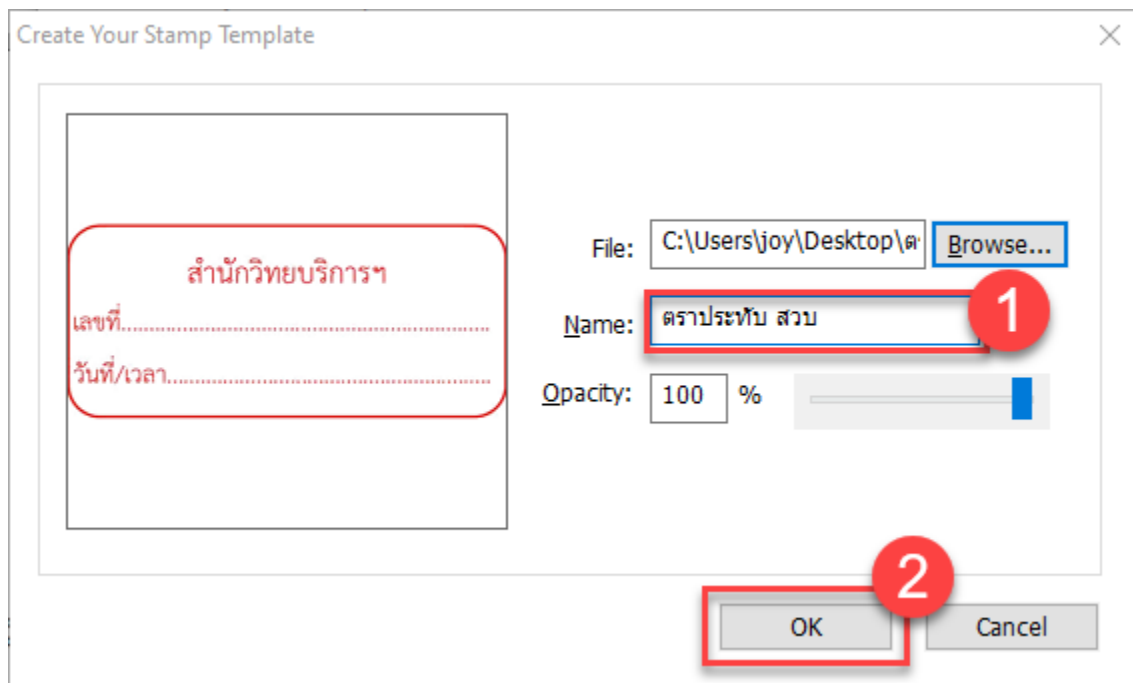 Create Your Stamp Template
สำนักวิทยบริการฯ
เลขที่..........................................................................
วันที่/เวลา................................................................
File: C:\Users\joy\Desktop\ต Browse...
Name: ตราประทับ สวบ 1
Opacity: 100 %
2
OK Cancel